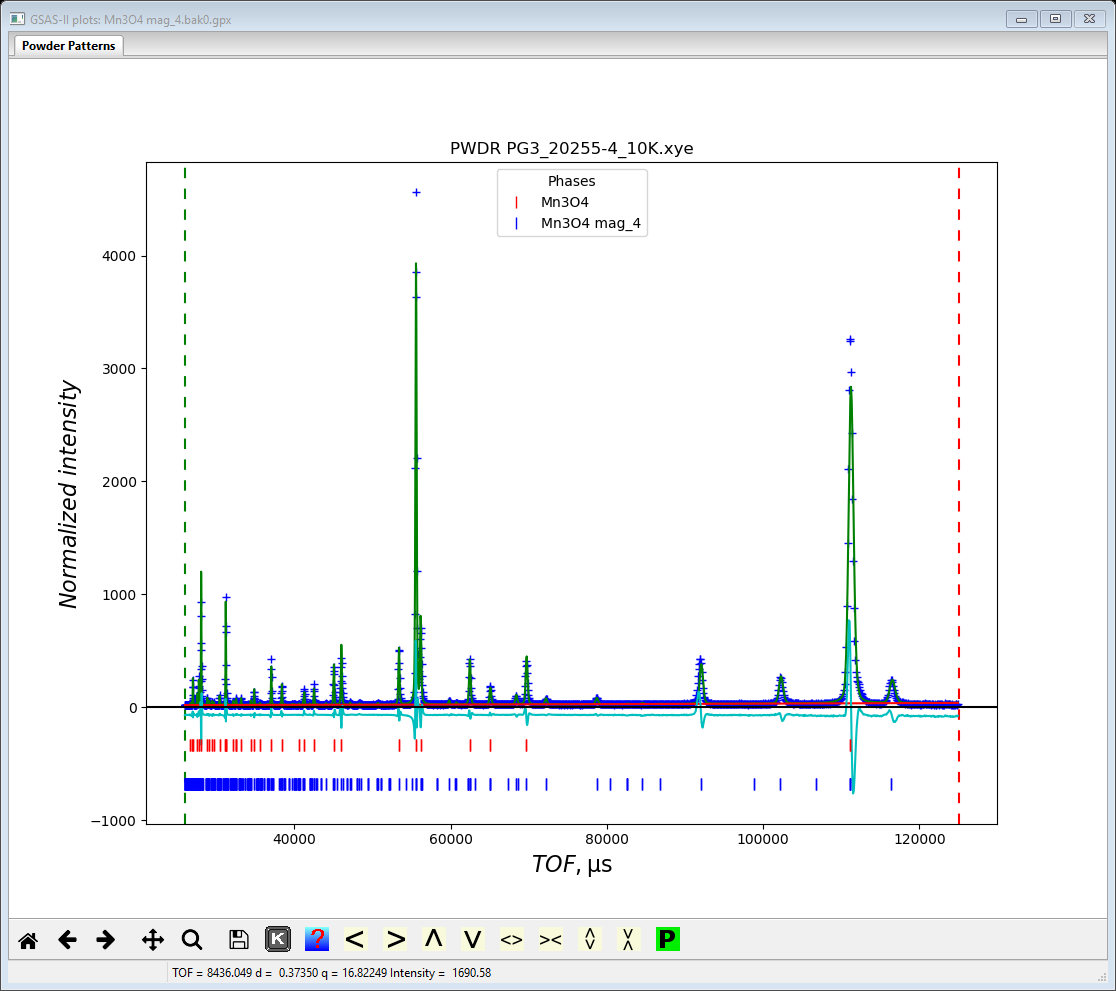 GSAS-II plots: Mn3O4 mag_4.bak0.gpx
Powder Patterns
PWDR PG3_20255-4_10K.xye
Phases
Mn3O4
Mn3O4 mag_4
4000
3000
2000
1000
0
−1000
Normalized intensity
40000 60000 80000 100000 120000
TOF, μs
K ? < > Λ V <> >< P
TOF = 8436.049 d = 0.37350 q = 16.82249 Intensity = 1690.58